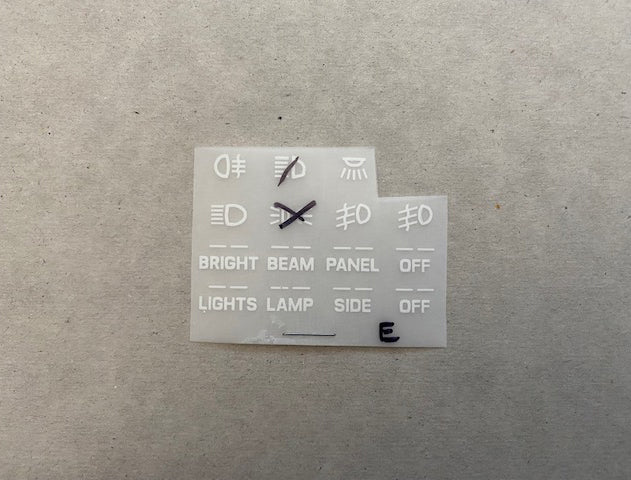 BRIGHT BEAM PANEL OFF
LIGHTS LAMP SIDE OFF
E